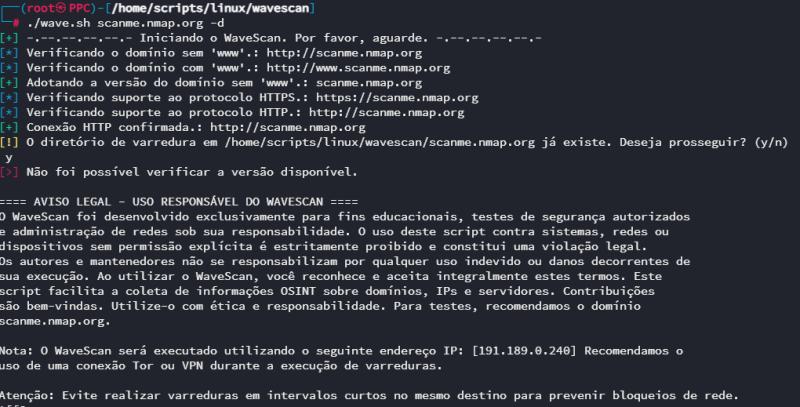 (root㉿PPC)-[/home/scripts/linux/wavescan]
# ./wave.sh scanme.nmap.org -d
[+] -.--.--.--.--.- Iniciando o WaveScan. Por favor, aguarde. -.--.--.--.--.-
[*] Verificando o domínio sem 'www'.: http://scanme.nmap.org
[*] Verificando o domínio com 'www'.: http://www.scanme.nmap.org
[+] Adotando a versão do domínio sem 'www'.: scanme.nmap.org
[*] Verificando suporte ao protocolo HTTPS.: https://scanme.nmap.org
[*] Verificando suporte ao protocolo HTTP.: http://scanme.nmap.org
[+] Conexão HTTP confirmada.: http://scanme.nmap.org
[!] O diretório de varredura em /home/scripts/linux/wavescan/scanme.nmap.org já existe. Deseja prosseguir? (y/n)
y
[>] Não foi possível verificar a versão disponível.
==== AVISO LEGAL - USO RESPONSÁVEL DO WAVESCAN ====
O WaveScan foi desenvolvido exclusivamente para fins educacionais, testes de segurança autorizados
e administração de redes sob sua responsabilidade. O uso deste script contra sistemas, redes ou
dispositivos sem permissão explícita é estritamente proibido e constitui uma violação legal.
Os autores e mantenedores não se responsabilizam por qualquer uso indevido ou danos decorrentes de
sua execução. Ao utilizar o WaveScan, você reconhece e aceita integralmente estes termos. Este
script facilita a coleta de informações OSINT sobre domínios, IPs e servidores. Contribuições
são bem-vindas. Utilize-o com ética e responsabilidade. Para testes, recomendamos o domínio
scanme.nmap.org.
Nota: O WaveScan será executado utilizando o seguinte endereço IP: [191.189.0.240] Recomendamos o
uso de uma conexão Tor ou VPN durante a execução de varreduras.
Atenção: Evite realizar varreduras em intervalos curtos no mesmo destino para prevenir bloqueios de rede.